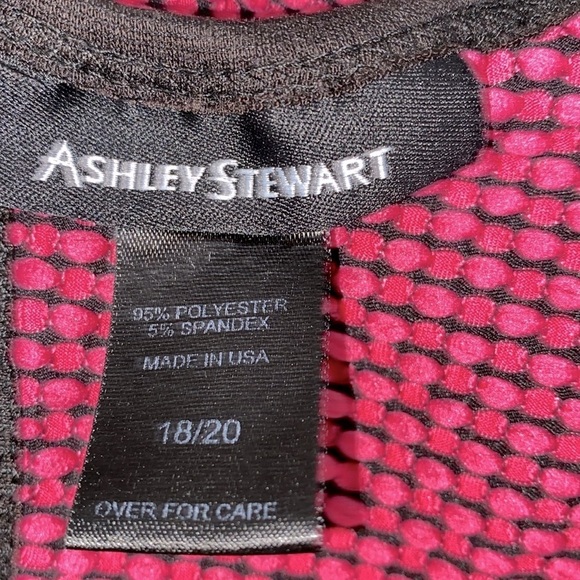 ASHLEY STEWART
95% POLYESTER
5% SPANDEX
MADE IN USA
18/20
OVER FOR CARE